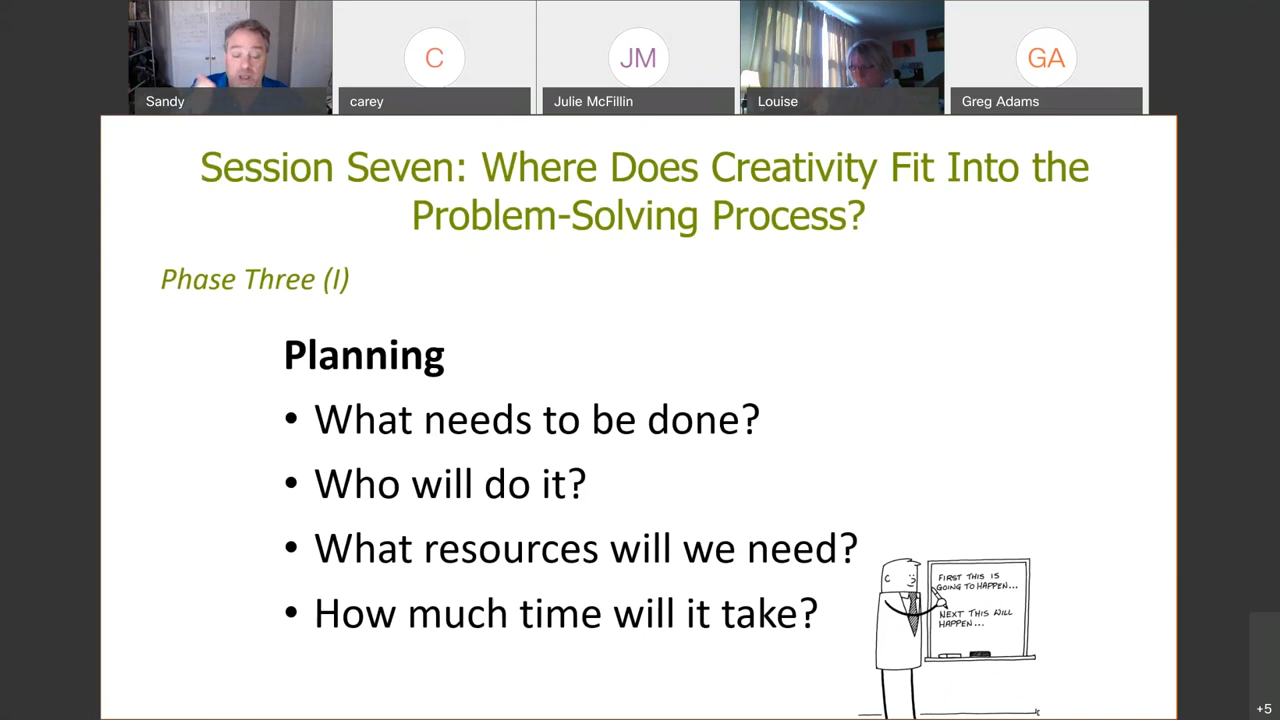 C
JM
GA
Sandy
carey
Julie McFillin
Louise
Greg Adams
Session Seven: Where Does Creativity Fit Into the
Problem-Solving Process?
Phase Three (I)
Planning
• What needs to be done?
• Who will do it?
• What resources will we need?
• How much time will it take?
FIRST THIS IS
GOING TO HAPPEN...
NEXT THIS WILL
HAPPEN...
+5